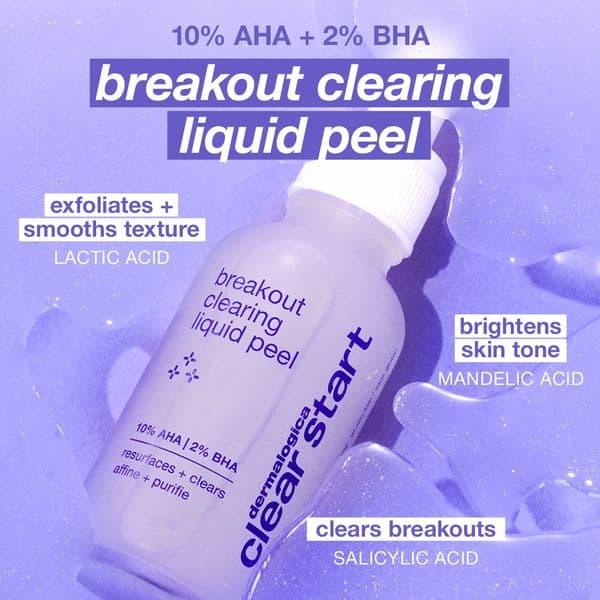 10% AHA + 2% BHA
breakout clearing
liquid peel
exfoliates +
smooths texture
LACTIC ACID
breakout
clearing
liquid peel
10% AHA | 2% BHA
resurfaces + clears
affine + purifie
dermalogica
clear start
brightens
skin tone
MANDELIC ACID
clears breakouts
SALICYLIC ACID